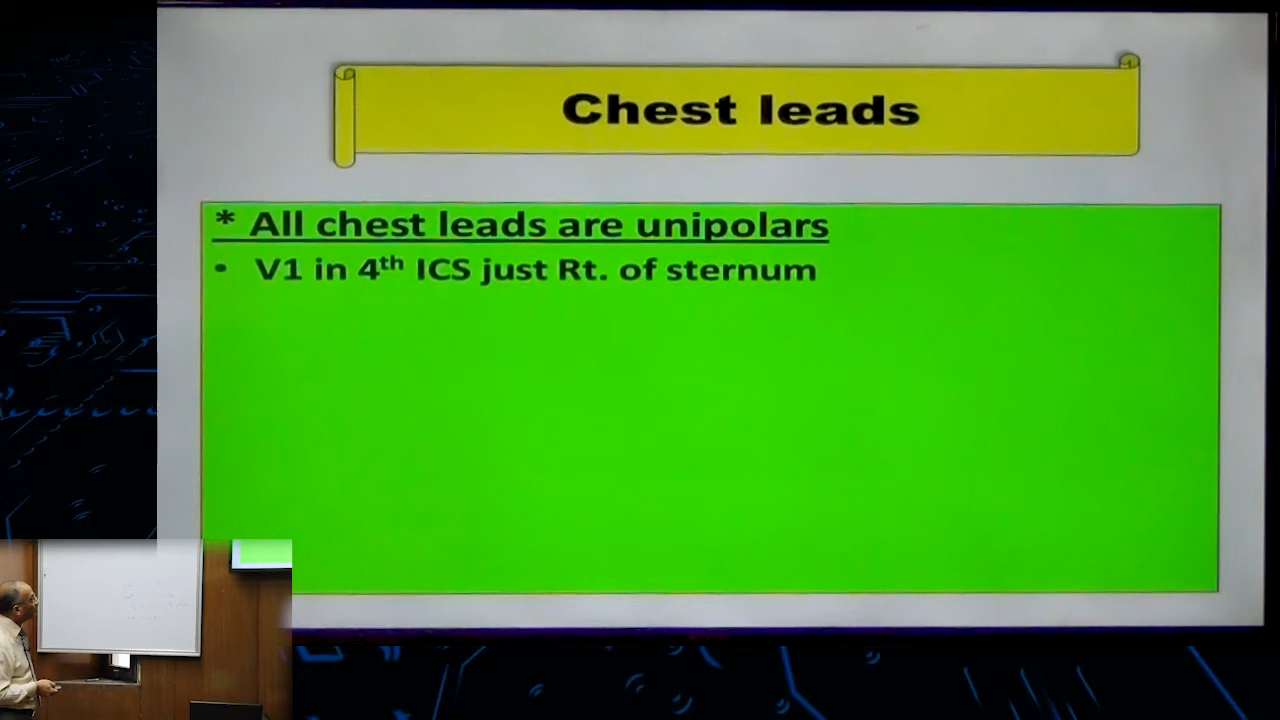 Chest leads
* All chest leads are unipolars
• V1 in 4th ICS just Rt. of sternum